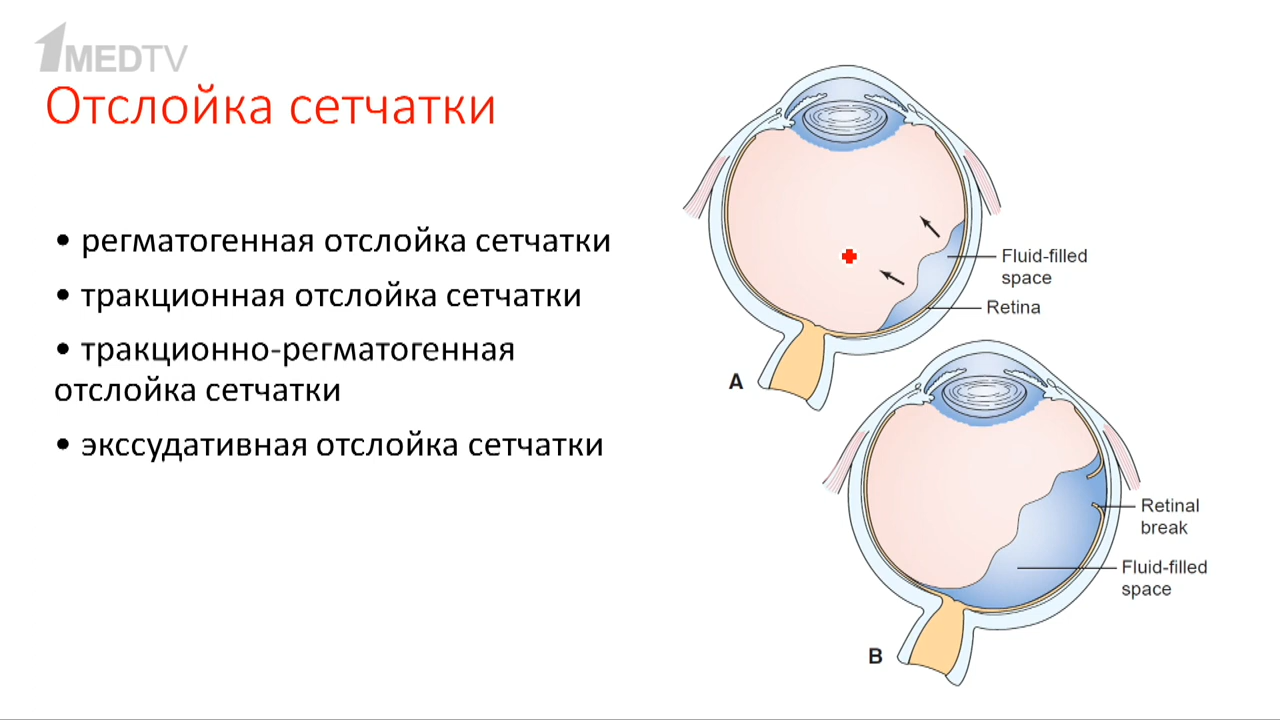 1MEDTV
Отслойка сетчатки
• регматогенная отслойка сетчатки
• тракционная отслойка сетчатки
• тракционно-регматогенная
отслойка сетчатки
• экссудативная отслойка сетчатки
Fluid-filled
space
Retina
A
Retinal
break
Fluid-filled
space
B